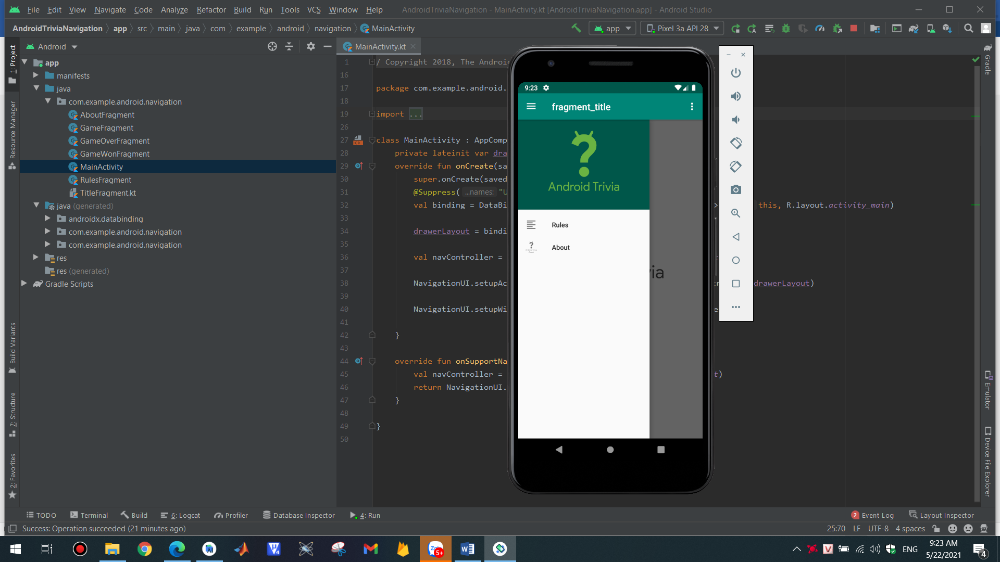 File Edit View Navigate Code Analyze Refactor Build Run Tools VCS Window Help AndroidTriviaNavigation - MainActivity.kt [AndroidTriviaNavigation.app] - Android Studio
AndroidTriviaNavigation app src main java com example android navigation MainActivity app Pixel 3a API 28
1: Project
Resource Manager
Build Variants
7: Structure
2: Favorites
Android
app
manifests
java
com.example.android.navigation
AboutFragment
GameFragment
GameOverFragment
GameWonFragment
MainActivity
RulesFragment
TitleFragment.kt
java (generated)
androidx.databinding
com.example.android.navigation
com.example.android.navigation
res
res (generated)
Gradle Scripts
MainActivity.kt
1 / Copyright 2018, The Android
16
17 package com.example.android.
18
19 import ...
26
27 class MainActivity : AppComp
28 private lateinit var dra
29 override fun onCreate(sa
30 super.onCreate(saved
31 @Suppress( ...names: "U
32 val binding = DataBi > this, R.layout.activity_main)
33
34 drawerLayout = bindi
35
36 val navController =
37
38 NavigationUI.setupAc drawerLayout)
39
40 NavigationUI.setupWi
41
42 }
43
44 override fun onSupportNa
45 val navController = t)
46 return NavigationUI.
47 }
48
49 }
50
9:23
fragment_title
Android Trivia
Rules
About
via
Gradle
Emulator
Device File Explorer
TODO Terminal Build 6: Logcat Profiler Database Inspector 4: Run 2 Event Log Layout Inspector
Success: Operation succeeded (21 minutes ago) 25:70 LF UTF-8 4 spaces
5+
ENG
9:23 AM
5/22/2021
4